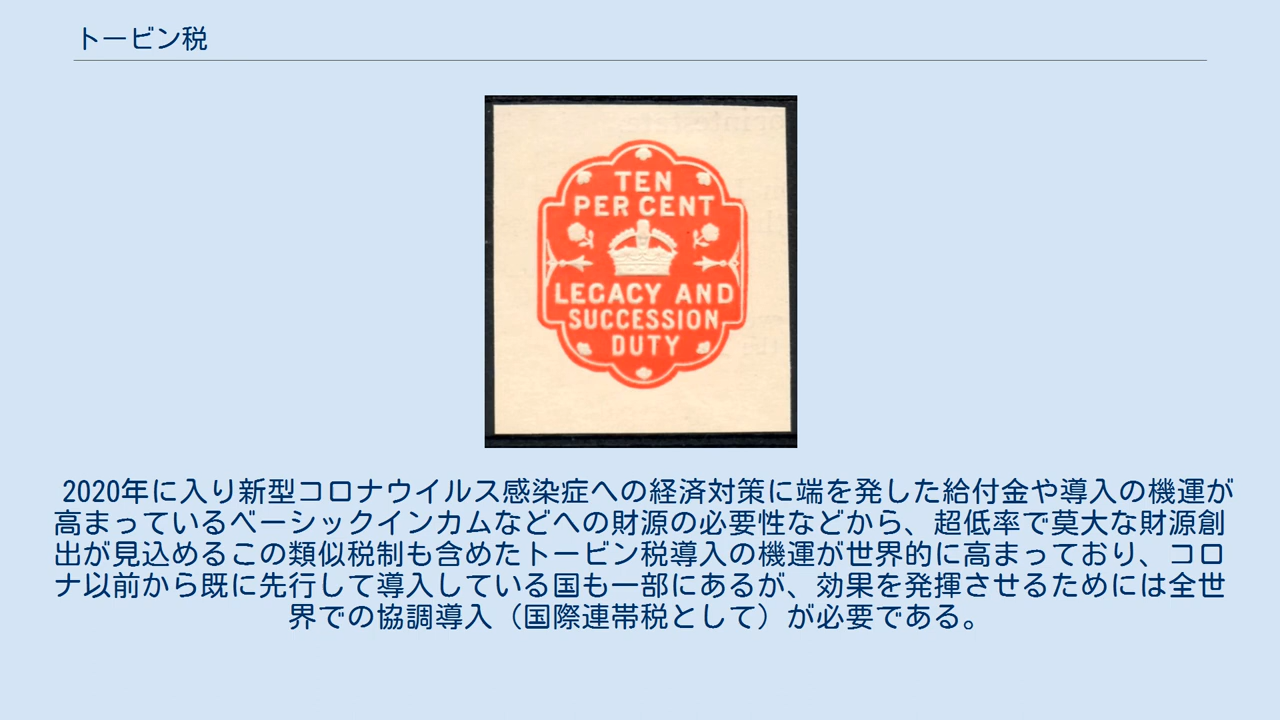 トービン税
TEN
PER CENT
LEGACY AND
SUCCESSION
DUTY
2020年に入り新型コロナウイルス感染症への経済対策に端を発した給付金や導入の機運が
高まっているベーシックインカムなどへの財源の必要性などから、超低率で莫大な財源創
出が見込めるこの類似税制も含めたトービン税導入の機運が世界的に高まっており、コロ
ナ以前から既に先行して導入している国も一部にあるが、効果を発揮させるためには全世
界での協調導入（国際連帯税として）が必要である。